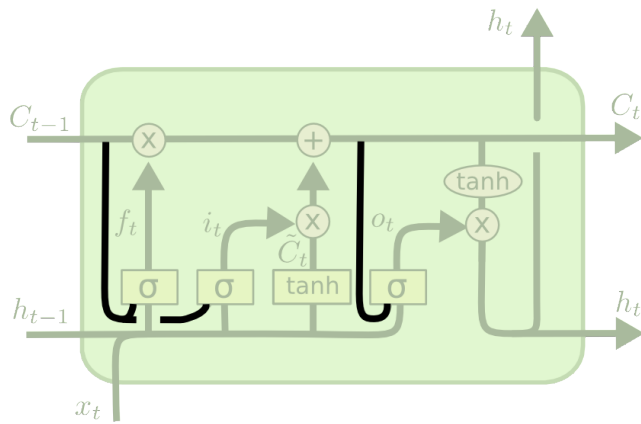 h_t
C_{t-1}
x
+
C_t
tanh
f_t
i_t
x
o_t
x
C̃_t
σ
σ
tanh
σ
h_{t-1}
h_t
x_t